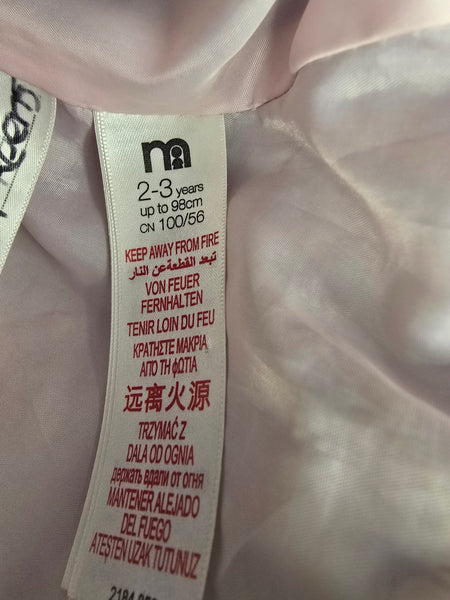 m
2-3 years
up to 98cm
CN 100/56
KEEP AWAY FROM FIRE
تبعد القطعة عن النار
VON FEUER
FERNHALTEN
TENIR LOIN DU FEU
ΚΡΑΤΗΣΤΕ ΜΑΚΡΙΑ
ΑΠΌ ΤΗ ΦΩΤΙΑ
远离火源
TRZYMAĆ Z
DALA OD OGNIA
держать вдали от огня
MANTENER ALEJADO
DEL FUEGO
ATEŞTEN UZAK TUTUNUZ